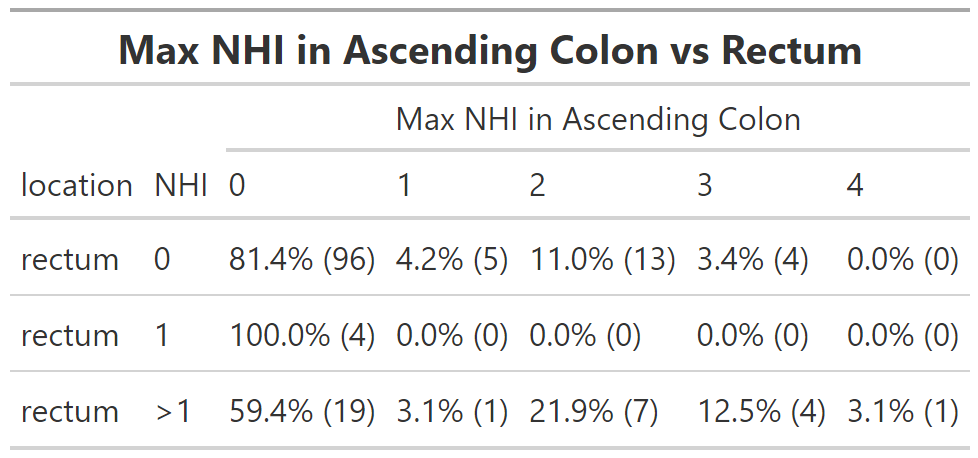 Max NHI in Ascending Colon vs Rectum
Max NHI in Ascending Colon
location NHI 0 1 2 3 4
rectum 0 81.4% (96) 4.2% (5) 11.0% (13) 3.4% (4) 0.0% (0)
rectum 1 100.0% (4) 0.0% (0) 0.0% (0) 0.0% (0) 0.0% (0)
rectum >1 59.4% (19) 3.1% (1) 21.9% (7) 12.5% (4) 3.1% (1)